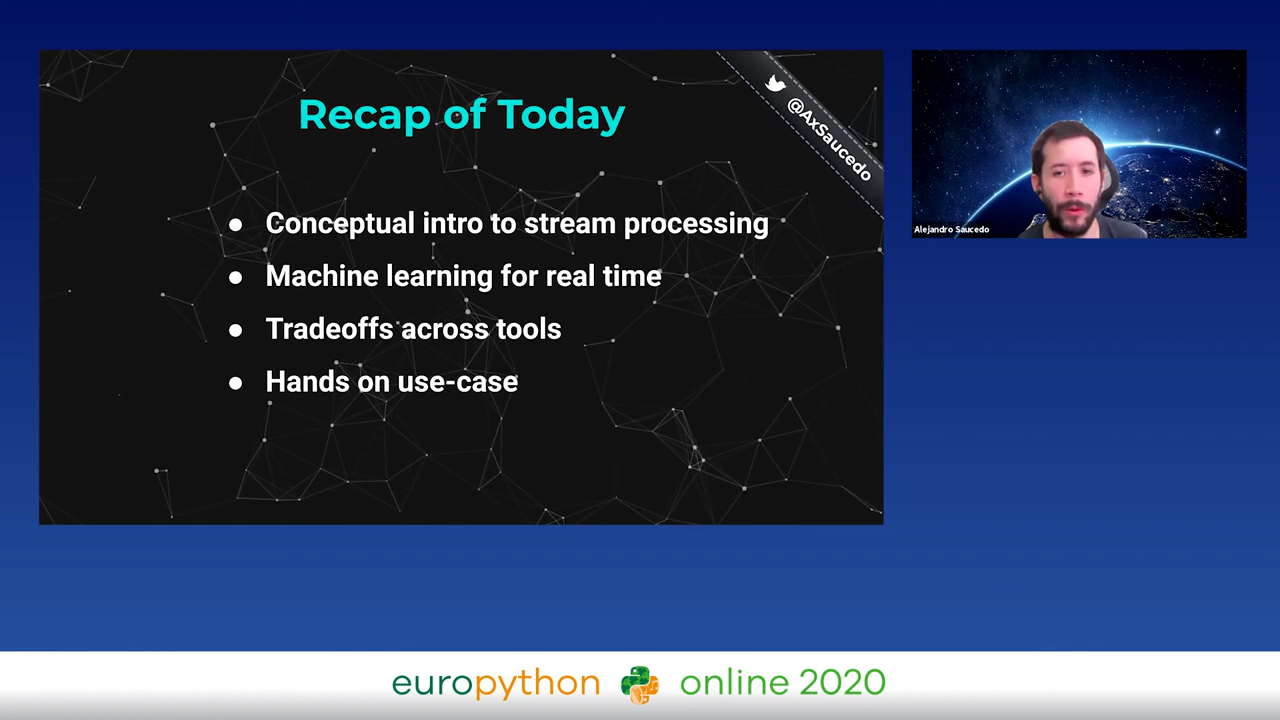 Recap of Today
@AxSaucedo
● Conceptual intro to stream processing
● Machine learning for real time
● Tradeoffs across tools
● Hands on use-case
Alejandro Saucedo
europython online 2020